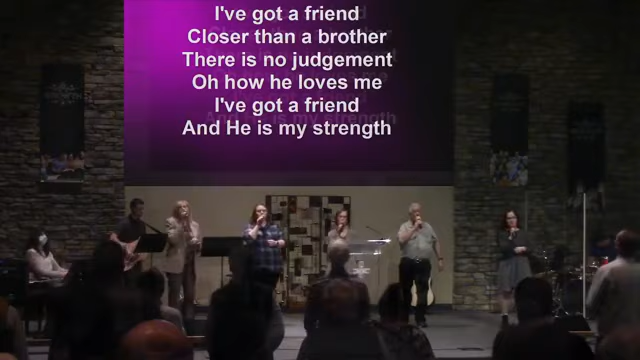 I've got a friend
Closer than a brother
There is no judgement
Oh how he loves me
I've got a friend
And He is my strength